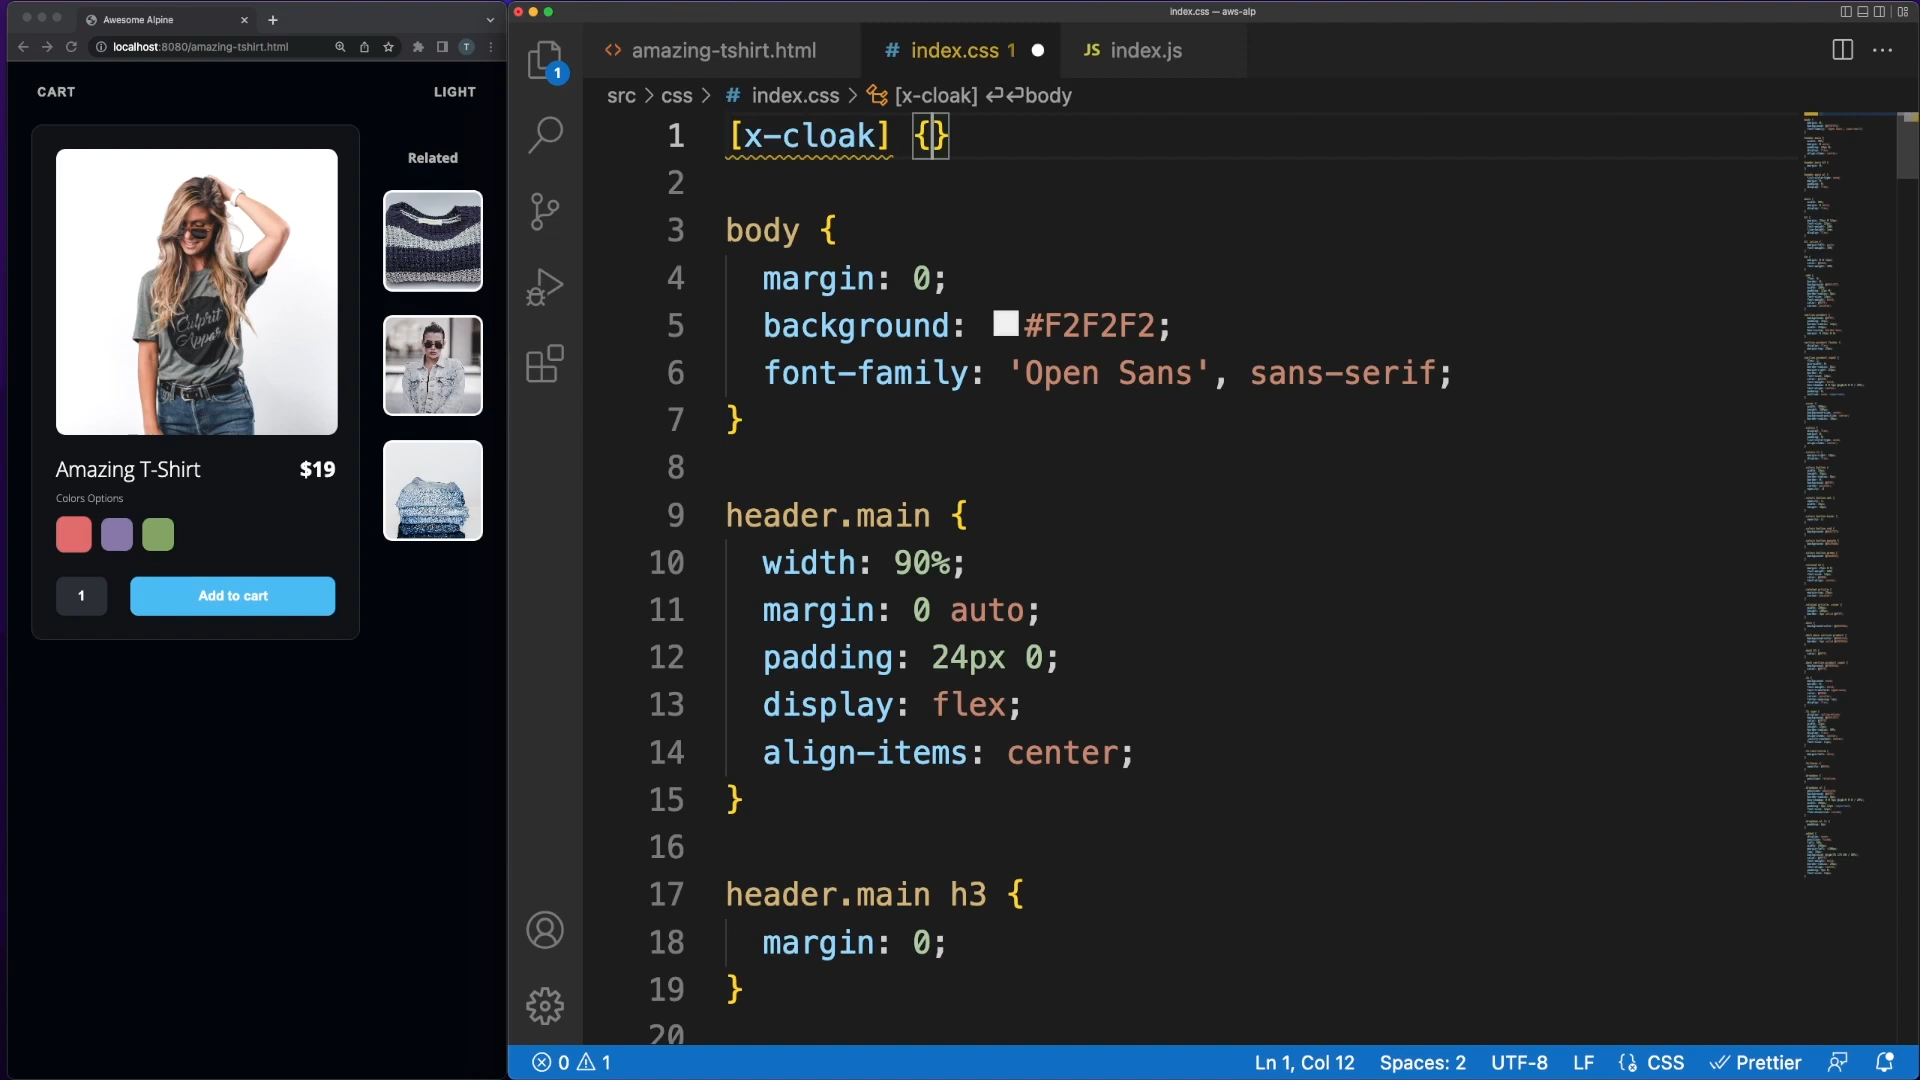 Awesome Alpine
localhost:8080/amazing-tshirt.html
T
CART
LIGHT
Culprit
Related
Amazing T-Shirt
$19
Colors Options
1
Add to cart
index.css — aws-alp
1
amazing-tshirt.html
# index.css 1
JS index.js
src > css > # index.css > [x-cloak] ↩↩body
1 [x-cloak] {}
2
3 body {
4 margin: 0;
5 background: #F2F2F2;
6 font-family: 'Open Sans', sans-serif;
7 }
8
9 header.main {
10 width: 90%;
11 margin: 0 auto;
12 padding: 24px 0;
13 display: flex;
14 align-items: center;
15 }
16
17 header.main h3 {
18 margin: 0;
19 }
20
0 1
Ln 1, Col 12
Spaces: 2
UTF-8
LF
CSS
Prettier